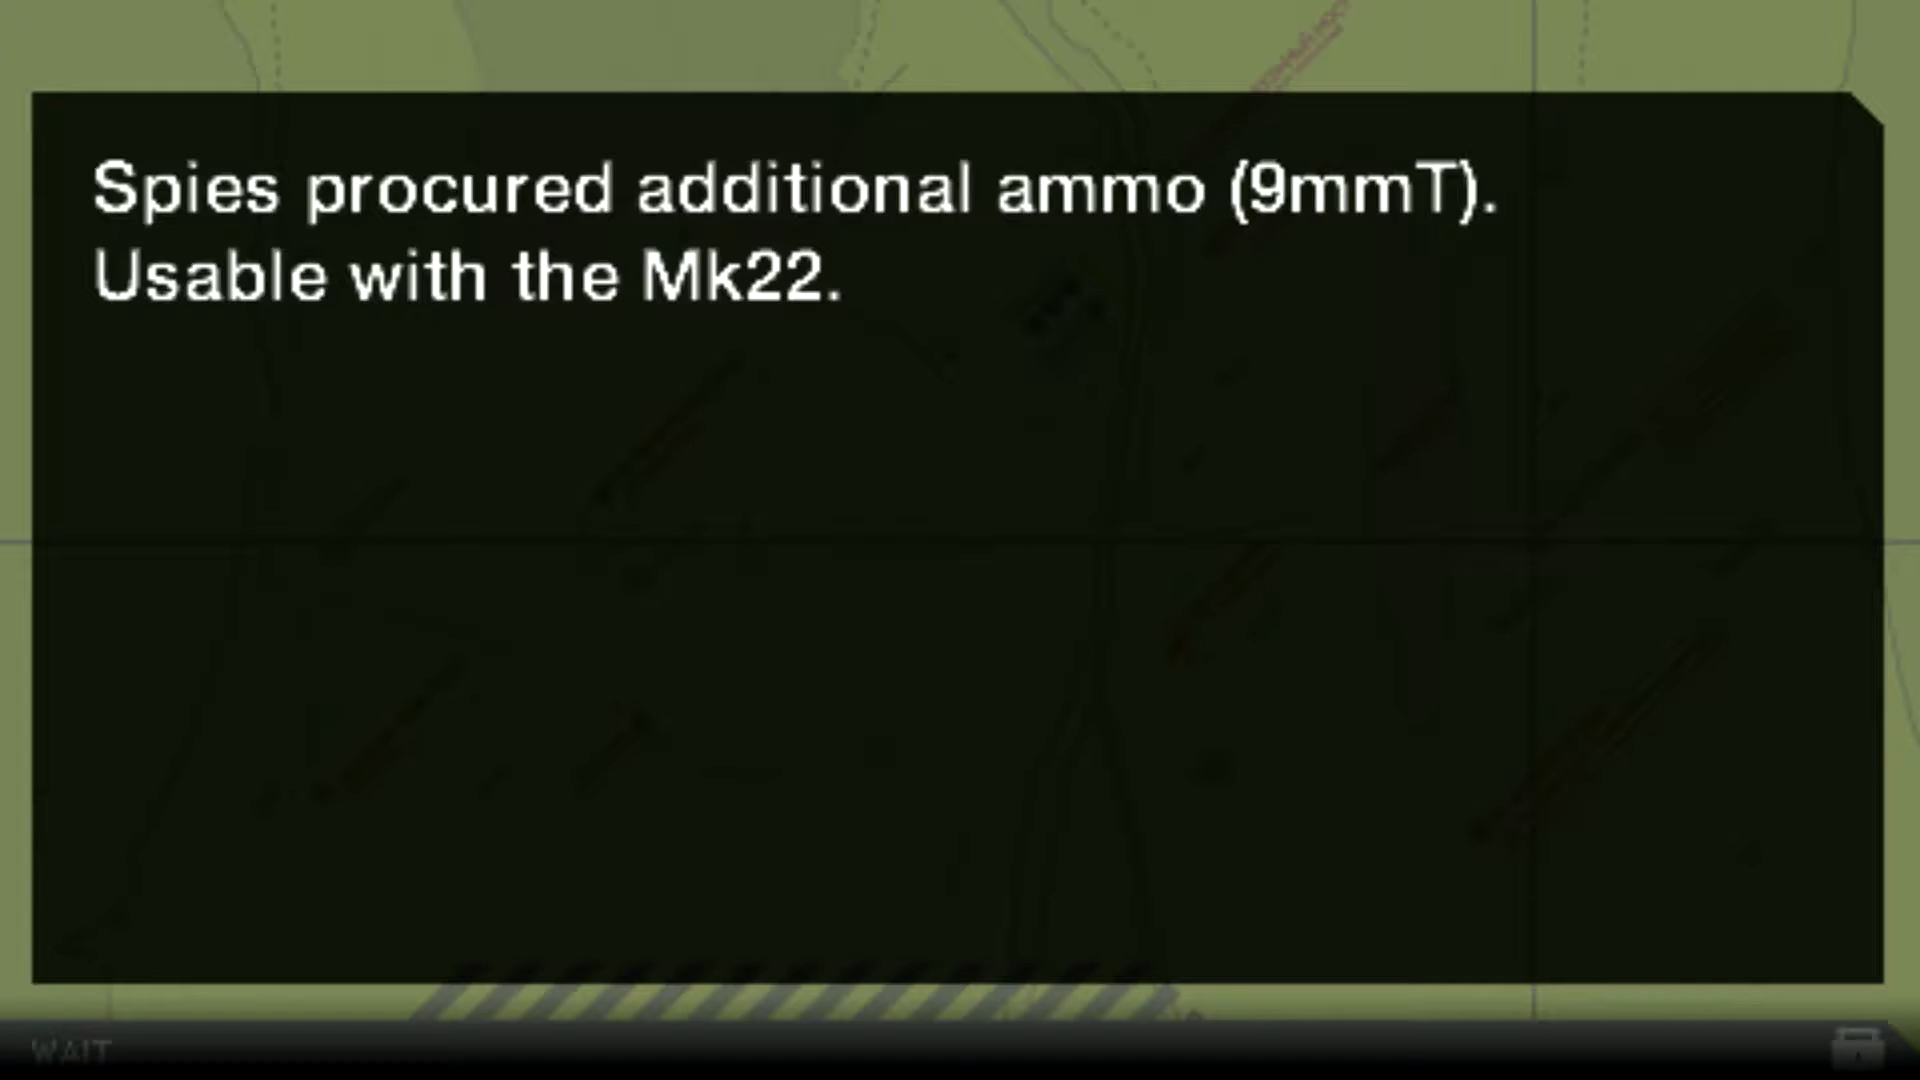 Spies procured additional ammo (9mmT).
Usable with the Mk22.
WAIT